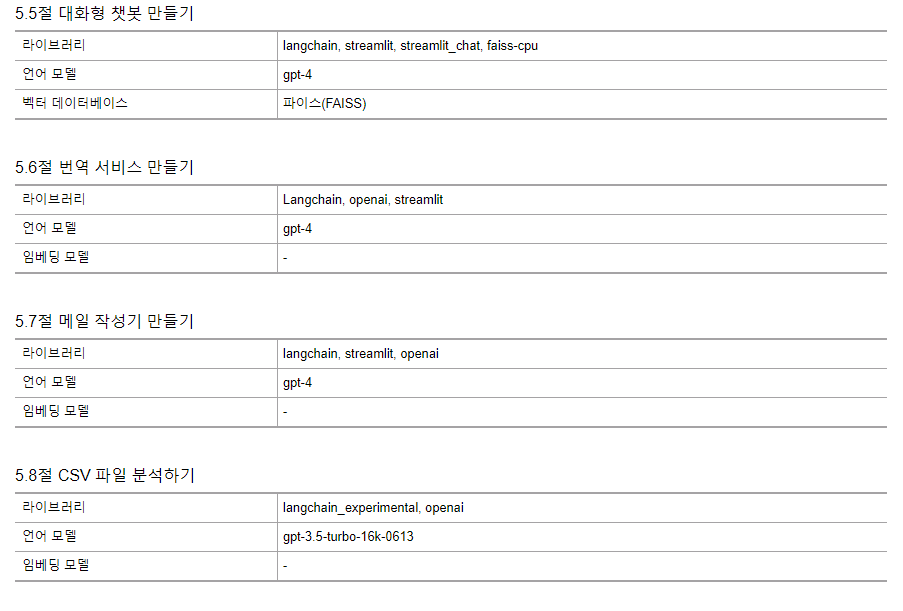 5.5절 대화형 챗봇 만들기
라이브러리 langchain, streamlit, streamlit_chat, faiss-cpu
언어 모델 gpt-4
벡터 데이터베이스 파이스(FAISS)
5.6절 번역 서비스 만들기
라이브러리 Langchain, openai, streamlit
언어 모델 gpt-4
임베딩 모델 -
5.7절 메일 작성기 만들기
라이브러리 langchain, streamlit, openai
언어 모델 gpt-4
임베딩 모델 -
5.8절 CSV 파일 분석하기
라이브러리 langchain_experimental, openai
언어 모델 gpt-3.5-turbo-16k-0613
임베딩 모델 -